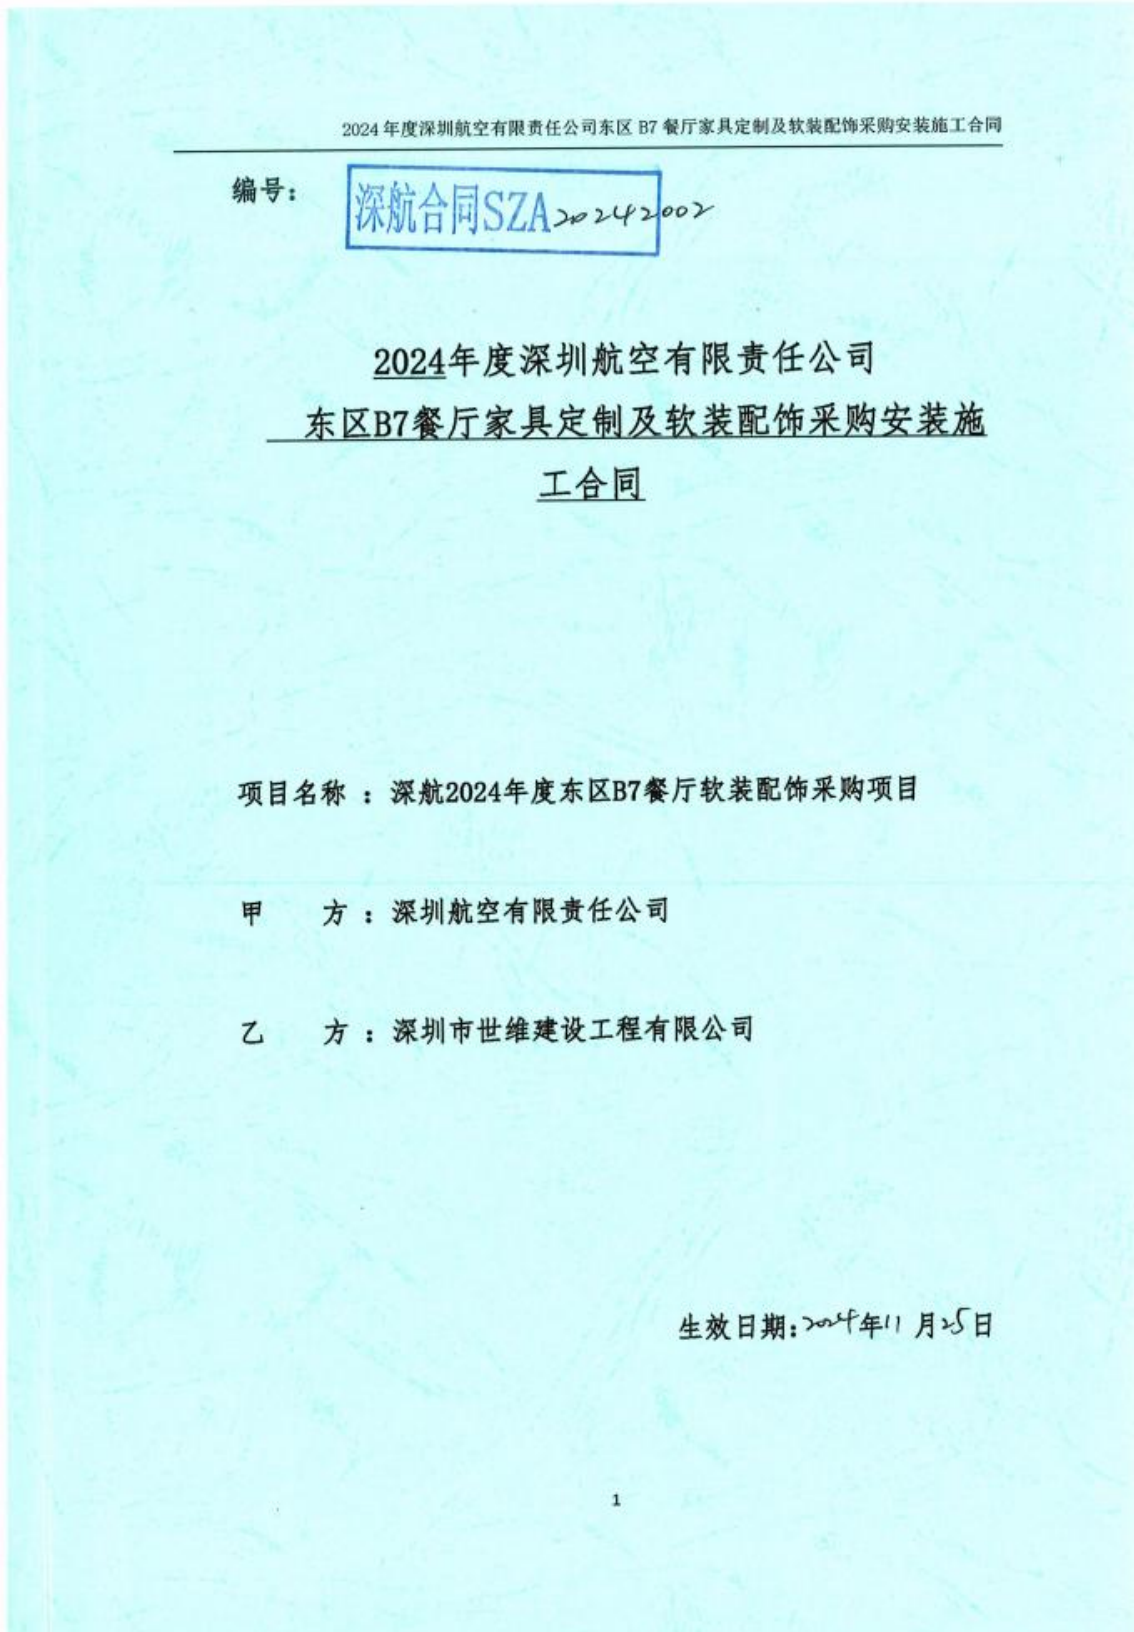 2024年度深圳航空有限责任公司东区 B7 餐厅家具定制及软装配饰采购安装施工合同
编号：
深航合同SZA20242002
2024年度深圳航空有限责任公司
东区B7餐厅家具定制及软装配饰采购安装施
工合同
项目名称 ：深航2024年度东区B7餐厅软装配饰采购项目
甲 方 ：深圳航空有限责任公司
乙 方 ：深圳市世维建设工程有限公司
生效日期：2024年11月25日
1